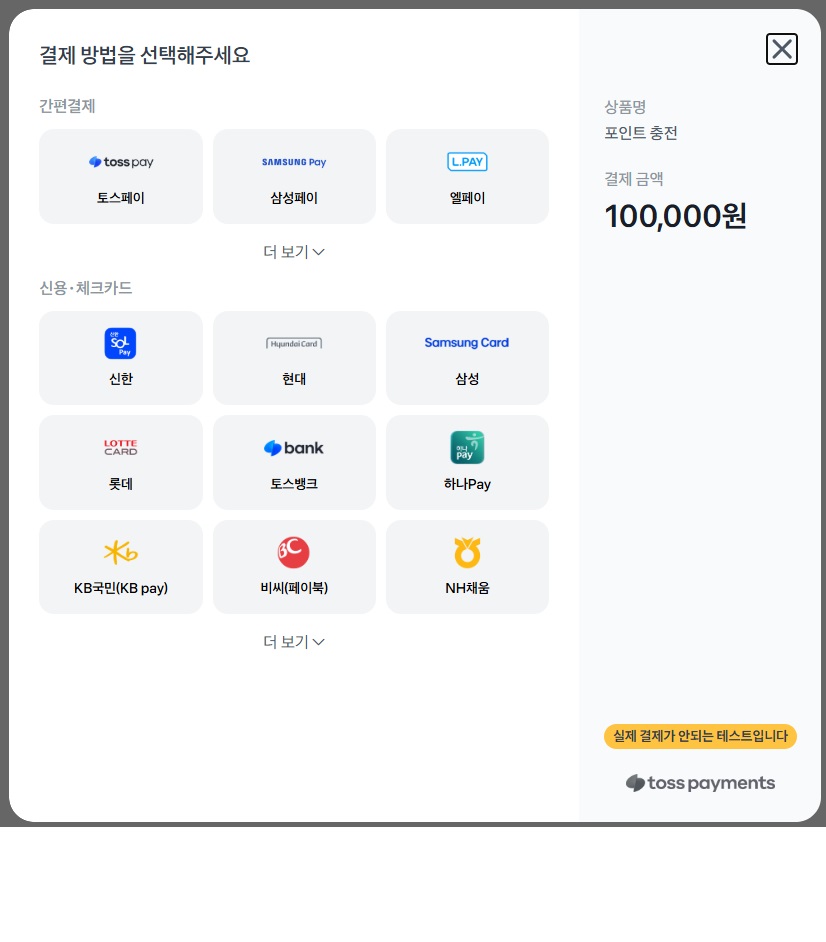 결제 방법을 선택해주세요
간편결제
toss pay
SAMSUNG Pay
L.PAY
토스페이
삼성페이
엘페이
더 보기
신용·체크카드
신한
SOL
Pay
Hyundai Card
Samsung Card
신한
현대
삼성
LOTTE
CARD
bank
하나
pay
롯데
토스뱅크
하나Pay
Kb
BC
KB국민(KB pay)
비씨(페이북)
NH채움
더 보기
상품명
포인트 충전
결제 금액
100,000원
실제 결제가 안되는 테스트입니다
toss payments